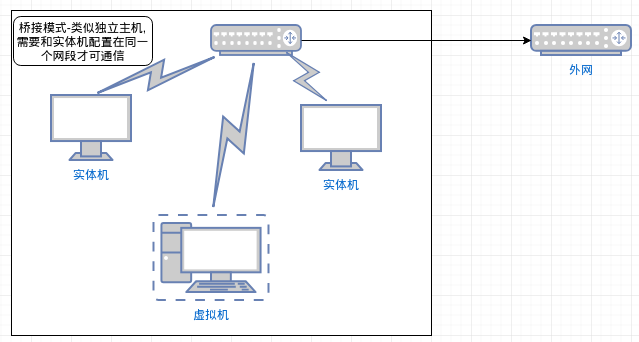 桥接模式-类似独立主机,
需要和实体机配置在同一
个网段才可通信
外网
实体机
实体机
虚拟机